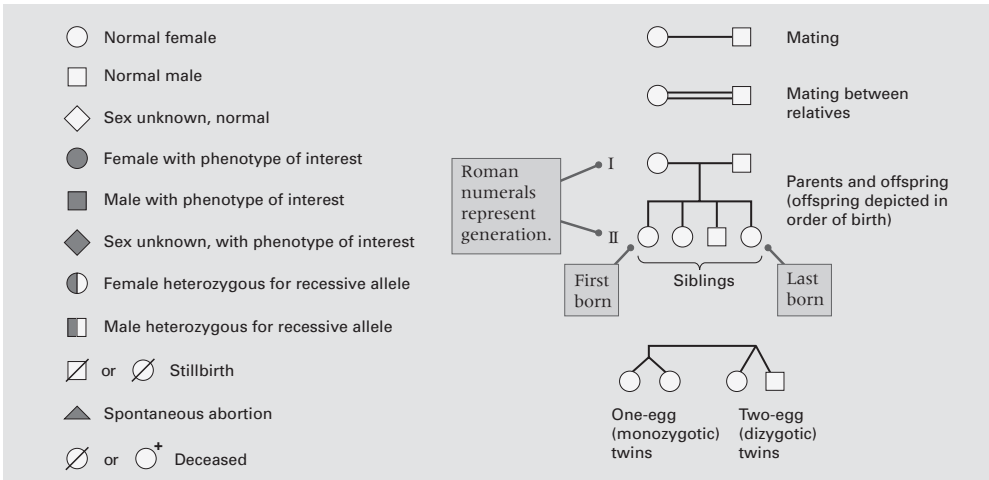 Normal female
Normal male
Sex unknown, normal
Female with phenotype of interest
Male with phenotype of interest
Sex unknown, with phenotype of interest
Female heterozygous for recessive allele
Male heterozygous for recessive allele
or Stillbirth
Spontaneous abortion
or + Deceased
Mating
Mating between
relatives
Roman
numerals
represent
generation.
I
II
Parents and offspring
(offspring depicted in
order of birth)
First
born
Siblings
Last
born
One-egg
(monozygotic)
twins
Two-egg
(dizygotic)
twins